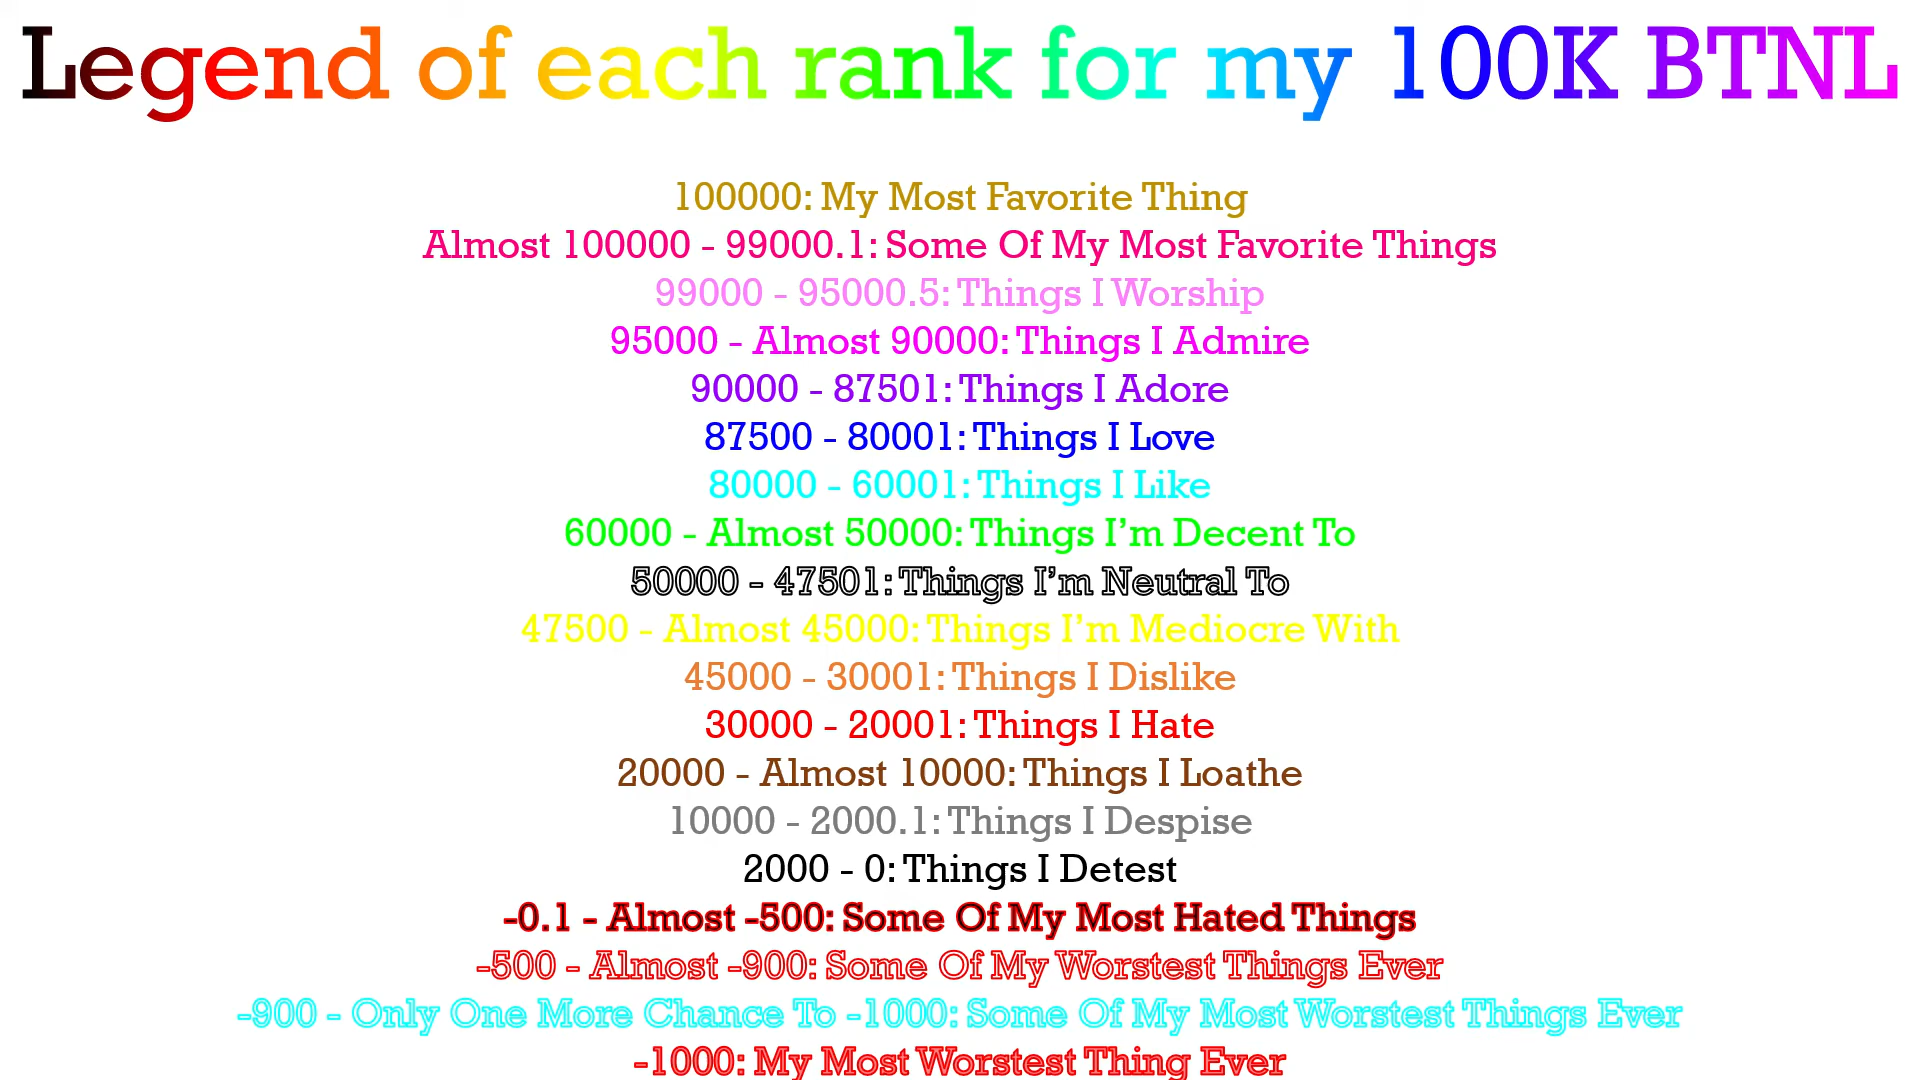 Legend of each rank for my 100K BTNL
100000: My Most Favorite Thing
Almost 100000 - 99000.1: Some Of My Most Favorite Things
99000 - 95000.5: Things I Worship
95000 - Almost 90000: Things I Admire
90000 - 87501: Things I Adore
87500 - 80001: Things I Love
80000 - 60001: Things I Like
60000 - Almost 50000: Things I’m Decent To
50000 - 47501: Things I’m Neutral To
47500 - Almost 45000: Things I’m Mediocre With
45000 - 30001: Things I Dislike
30000 - 20001: Things I Hate
20000 - Almost 10000: Things I Loathe
10000 - 2000.1: Things I Despise
2000 - 0: Things I Detest
-0.1 - Almost -500: Some Of My Most Hated Things
-500 - Almost -900: Some Of My Worstest Things Ever
-900 - Only One More Chance To -1000: Some Of My Most Worstest Things Ever
-1000: My Most Worstest Thing Ever